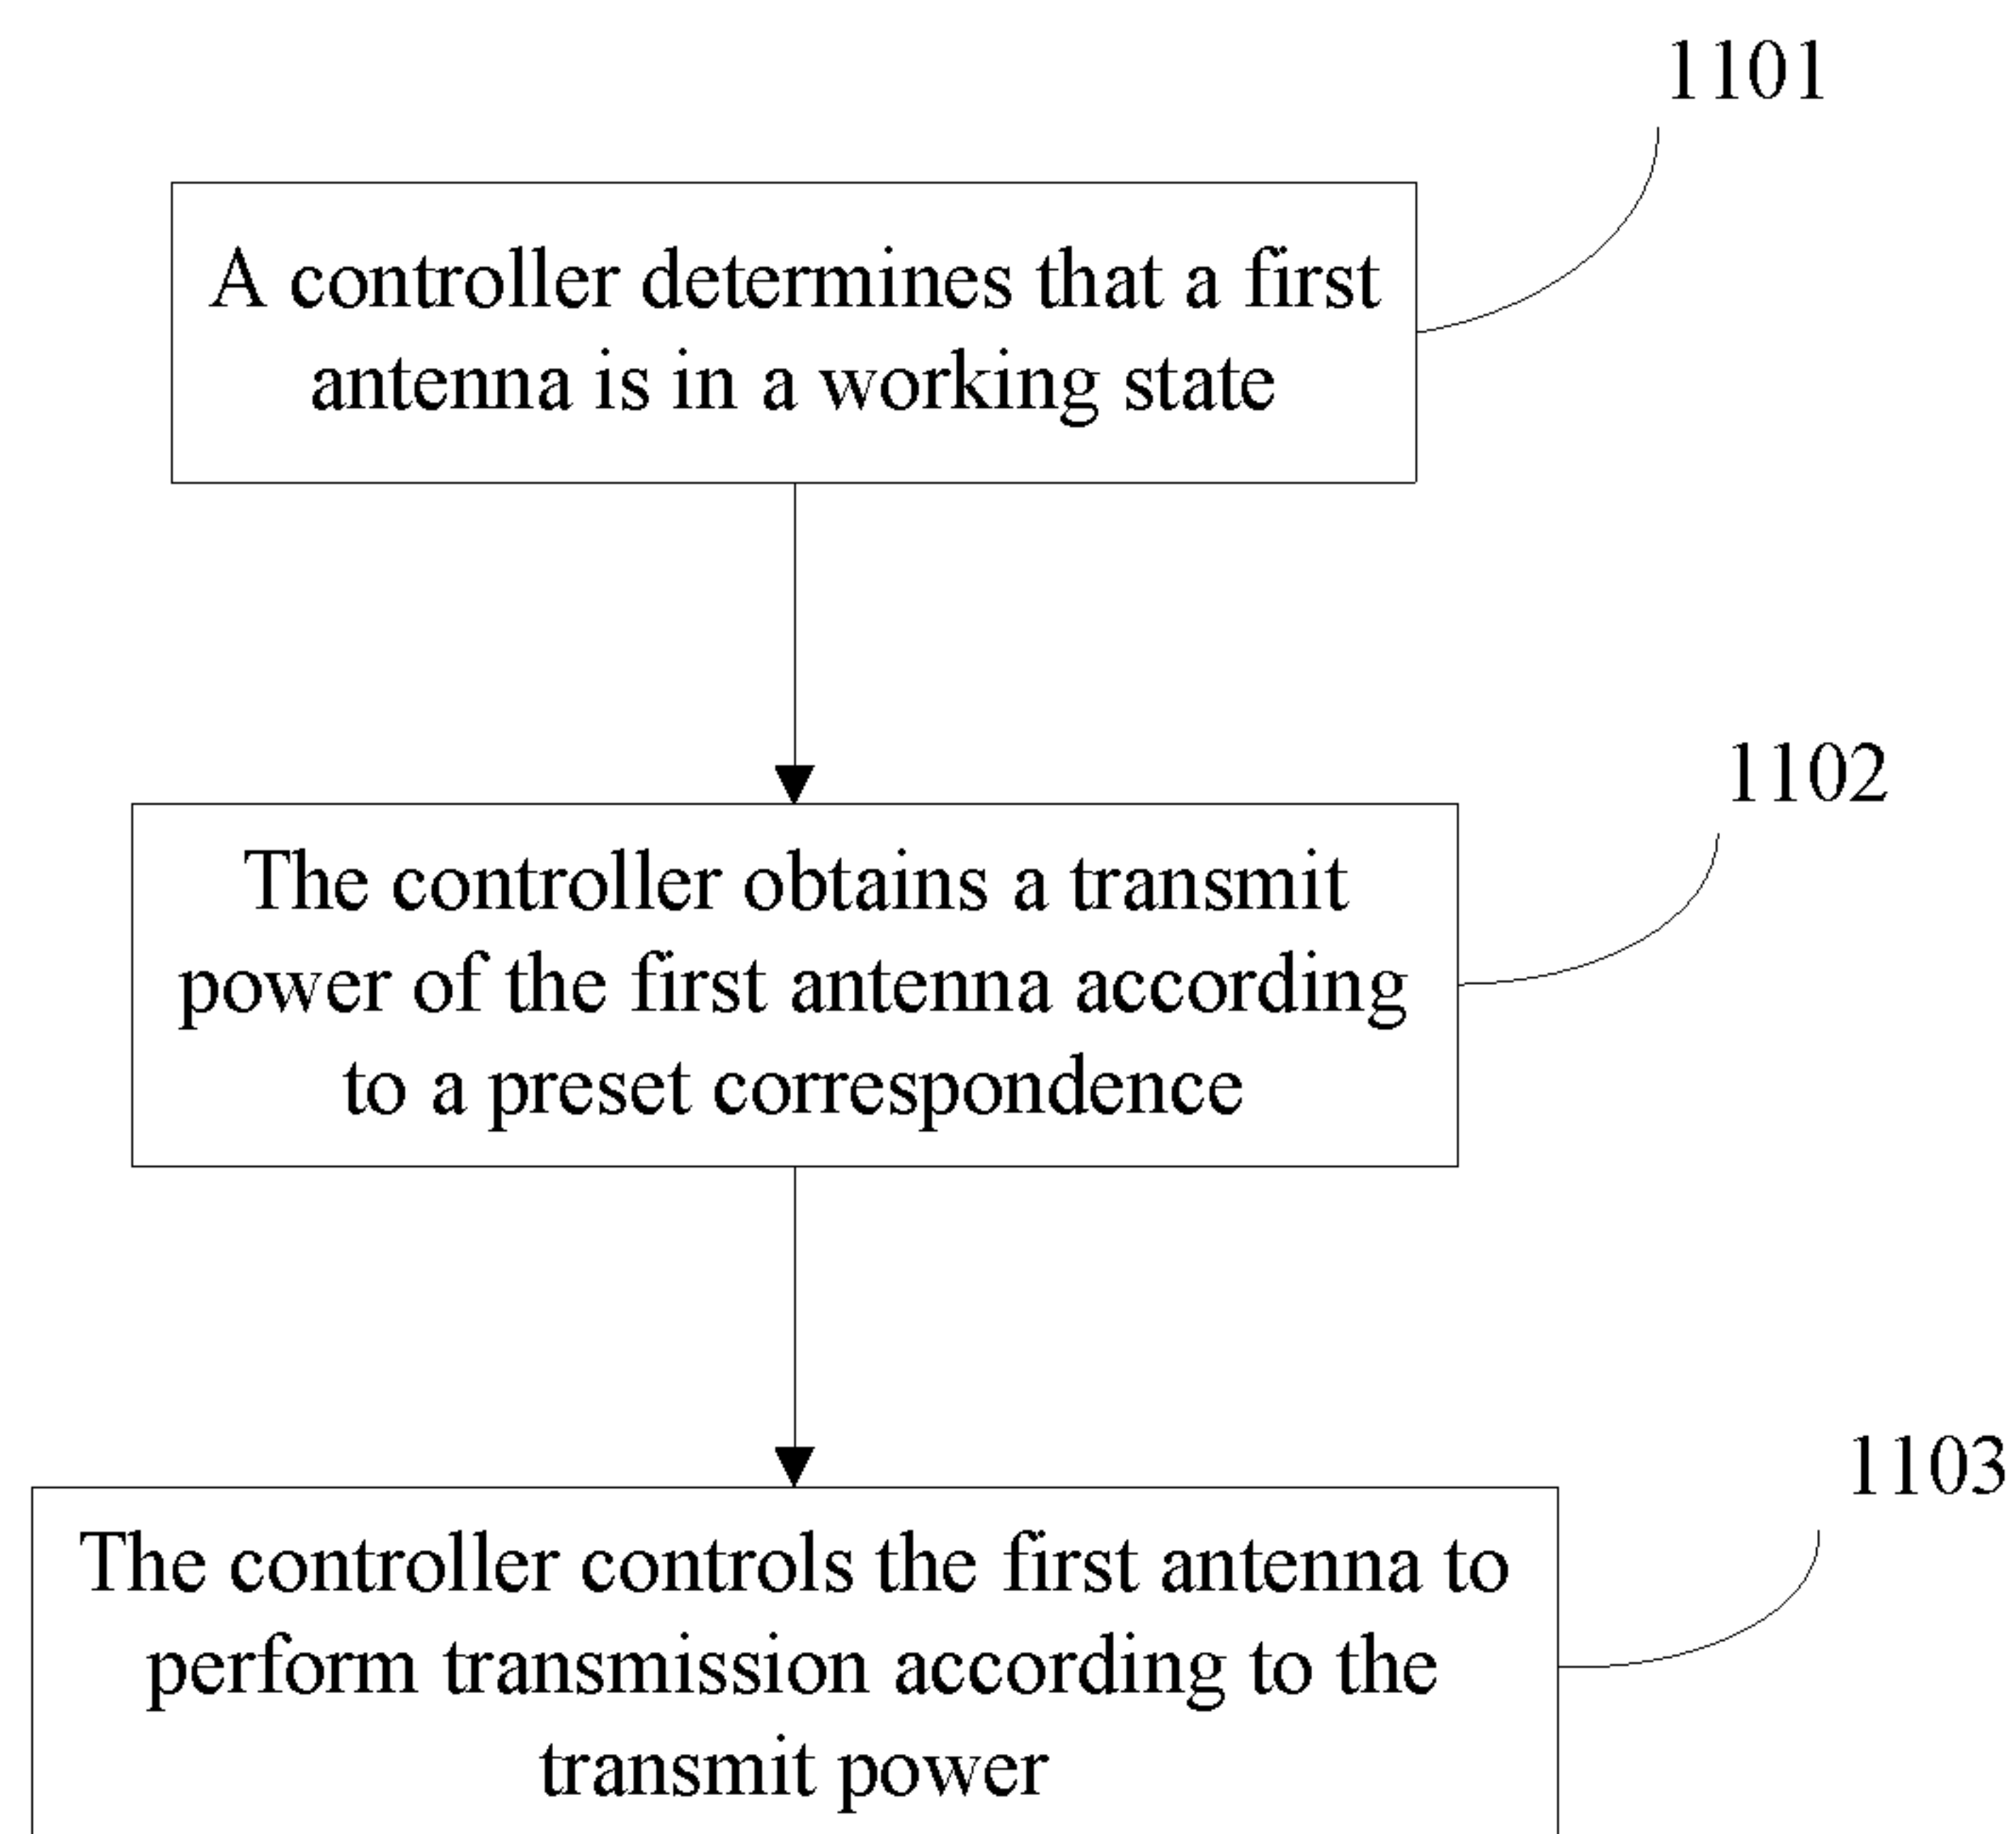 1101
A controller determines that a first
antenna is in a working state
1102
The controller obtains a transmit
power of the first antenna according
to a preset correspondence
1103
The controller controls the first antenna to
perform transmission according to the
transmit power